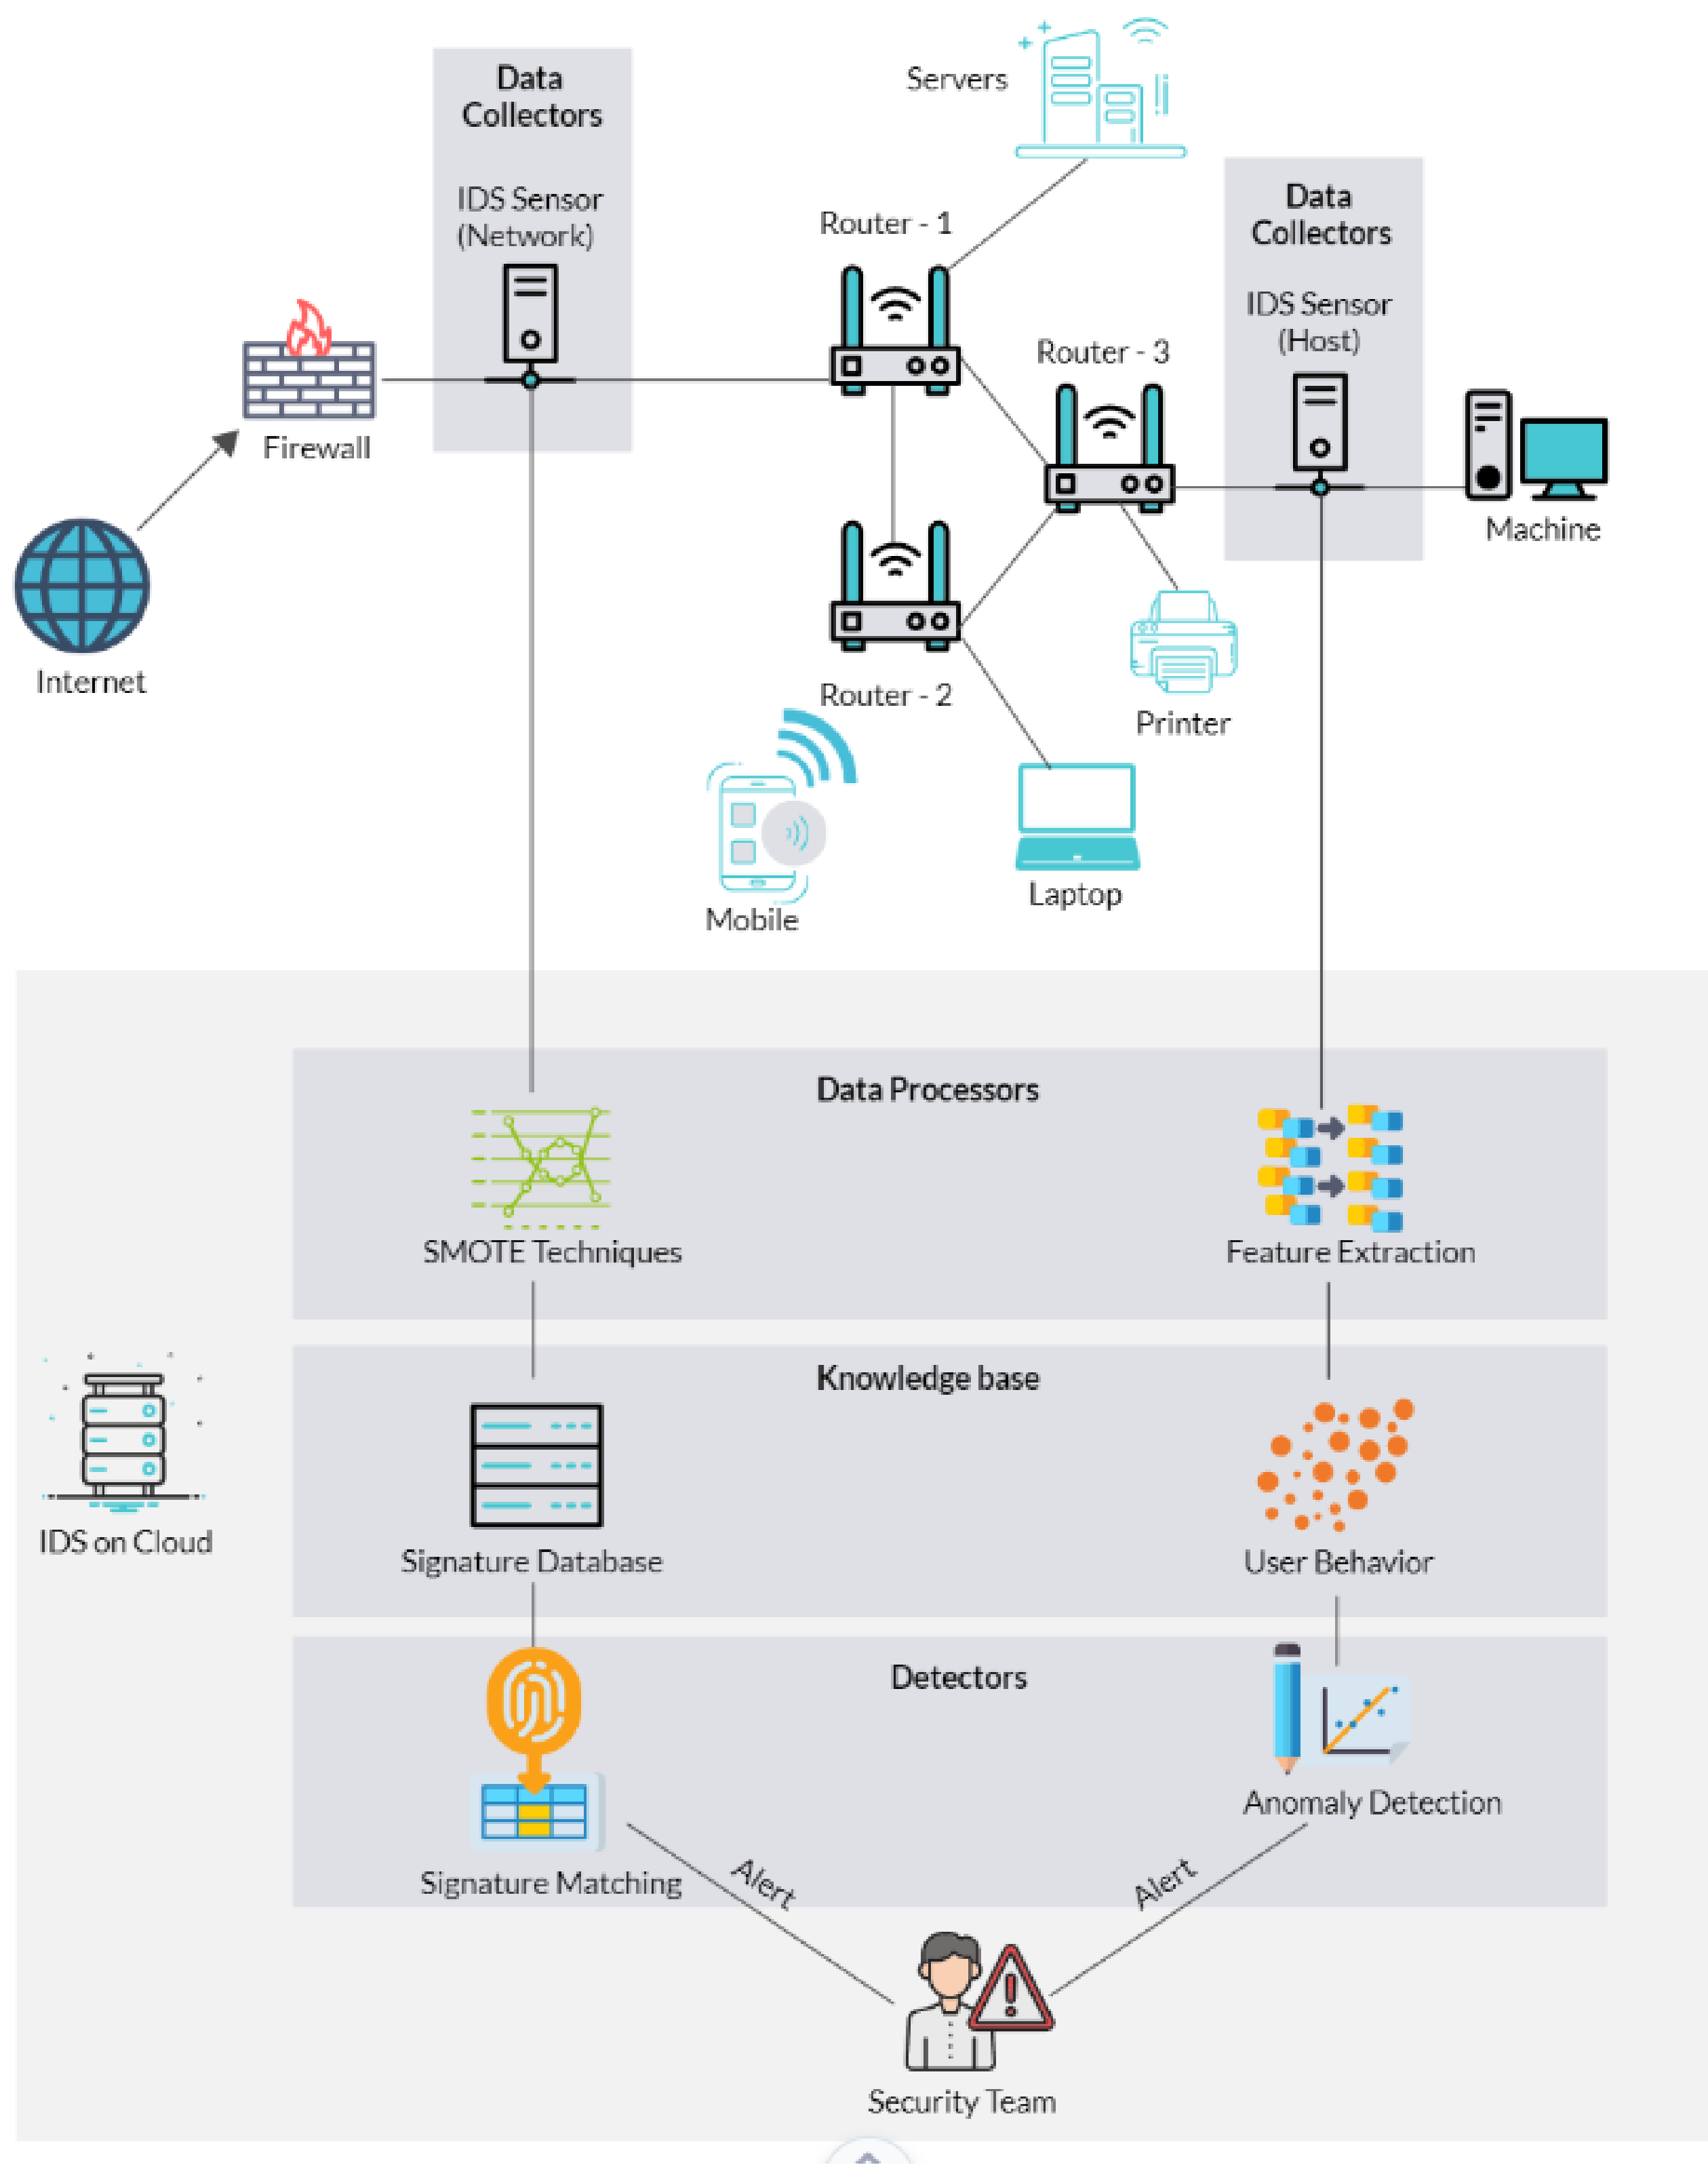 Servers
Data
Collectors
IDS Sensor
(Network)
Router - 1
Data
Collectors
IDS Sensor
(Host)
Router - 3
Firewall
Machine
Internet
Router - 2
Printer
Mobile
Laptop
Data Processors
SMOTE Techniques
Feature Extraction
Knowledge base
IDS on Cloud
Signature Database
User Behavior
Detectors
Anomaly Detection
Signature Matching
Alert
Alert
Security Team